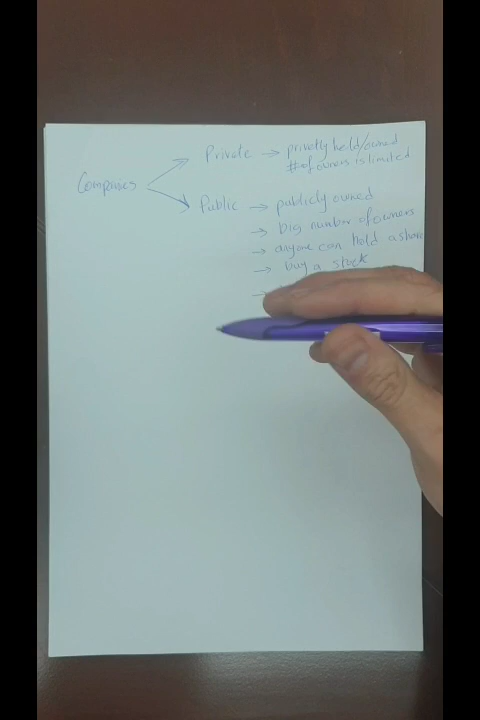 Private → privetly held/owned
# of owners is limited
Companies
Public → publicly owned
→ big number of owners
→ anyone can hold a share
→ buy a stock
→